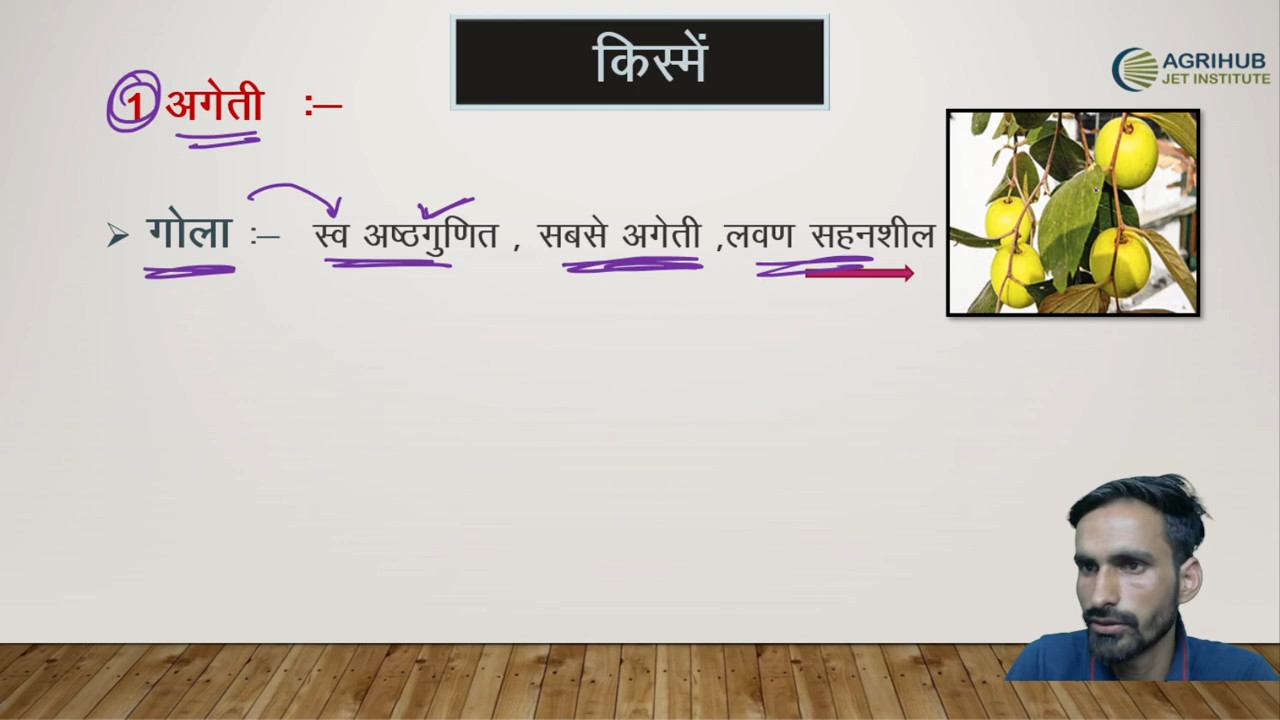 किस्में
AGRIHUB
JET INSTITUTE
1 अगेती :–
➢ गोला :– स्व अष्ठगुणित , सबसे अगेती ,लवण सहनशील